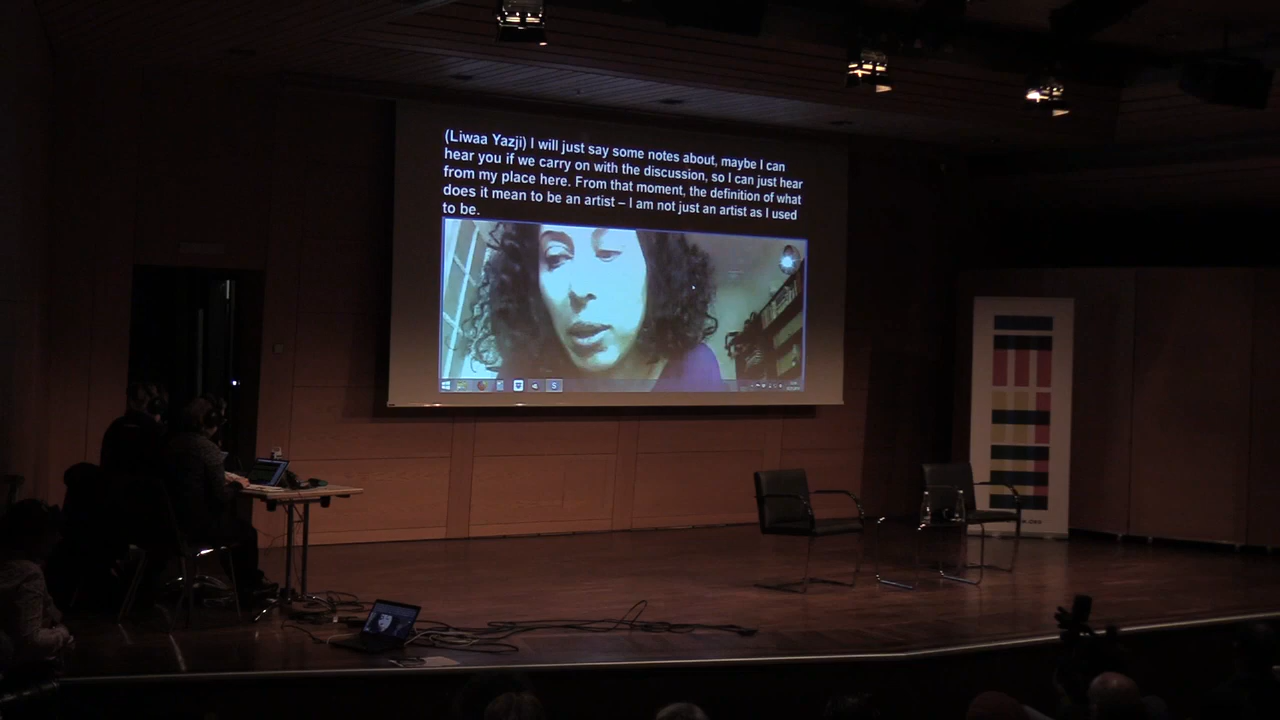 (Liwaa Yazji) I will just say some notes about, maybe I can
hear you if we carry on with the discussion, so I can just hear
from my place here. From that moment, the definition of what
does it mean to be an artist – I am not just an artist as I used
to be.